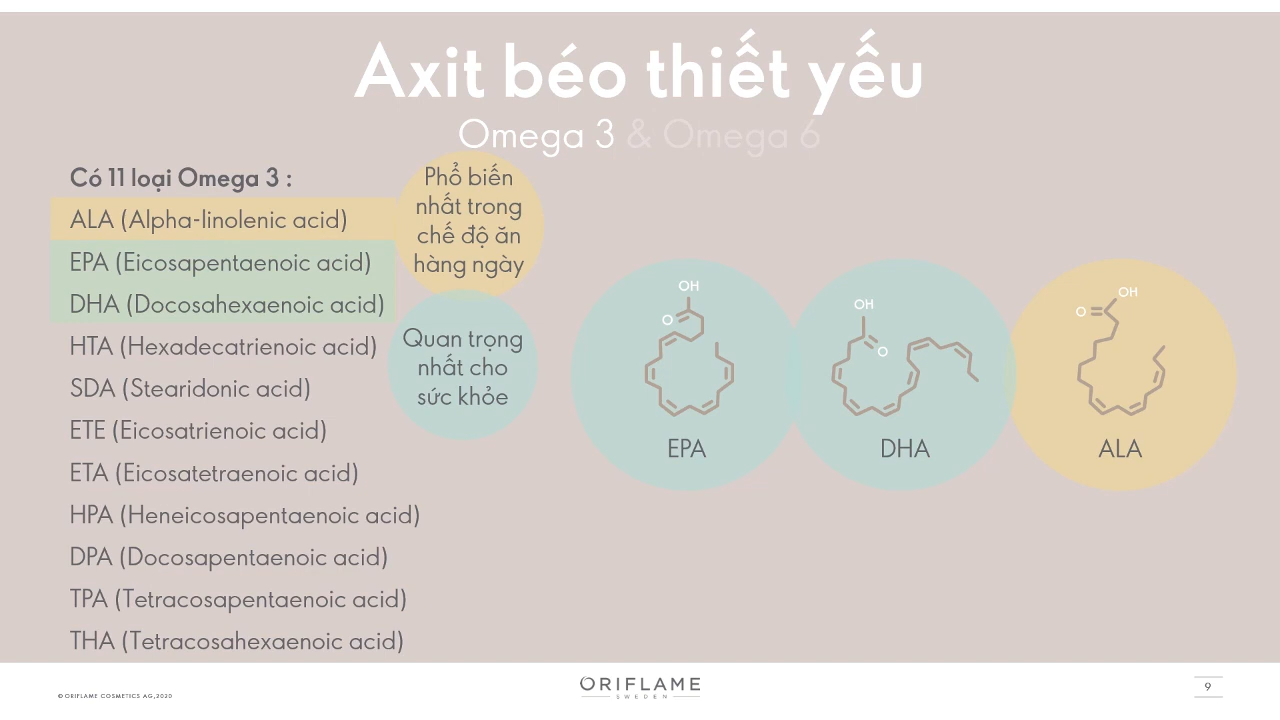 Axit béo thiết yếu
Omega 3 & Omega 6
Có 11 loại Omega 3 :
ALA (Alpha-linolenic acid)
EPA (Eicosapentaenoic acid)
DHA (Docosahexaenoic acid)
HTA (Hexadecatrienoic acid)
SDA (Stearidonic acid)
ETE (Eicosatrienoic acid)
ETA (Eicosatetraenoic acid)
HPA (Heneicosapentaenoic acid)
DPA (Docosapentaenoic acid)
TPA (Tetracosapentaenoic acid)
THA (Tetracosahexaenoic acid)
Phổ biến
nhất trong
chế độ ăn
hàng ngày
Quan trọng
nhất cho
sức khỏe
OH
O
EPA
OH
O
DHA
OH
O
ALA
© ORIFLAME COSMETICS AG,2020
ORIFLAME
SWEDEN
9